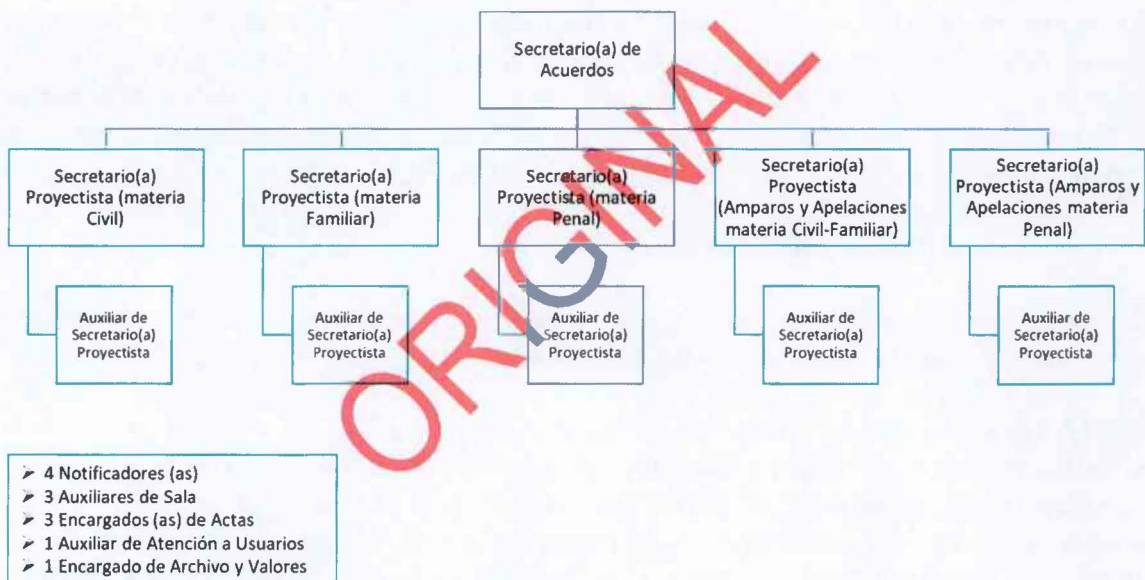 Secretario(a) de
Acuerdos
Secretario(a)
Proyectista (materia
Civil)
Secretario(a)
Proyectista (materia
Familiar)
Secretario(a)
Proyectista (materia
Penal)
Secretario(a)
Proyectista
(Amparos y Apelaciones
materia Civil-Familiar)
Secretario(a)
Proyectista (Amparos y
Apelaciones materia
Penal)
Auxiliar de
Secretario(a)
Proyectista
Auxiliar de
Secretario(a)
Proyectista
Auxiliar de
Secretario(a)
Proyectista
Auxiliar de
Secretario(a)
Proyectista
Auxiliar de
Secretario(a)
Proyectista
ORIGINAL
➢ 4 Notificadores (as)
➢ 3 Auxiliares de Sala
➢ 3 Encargados (as) de Actas
➢ 1 Auxiliar de Atención a Usuarios
➢ 1 Encargado de Archivo y Valores